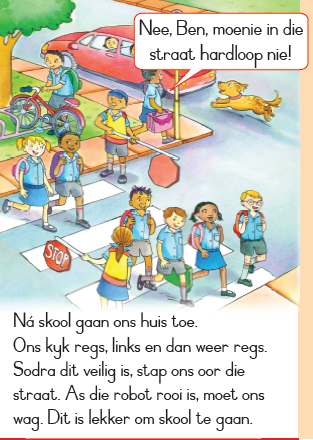 Nee, Ben, moenie in die
straat hardloop nie!
STOP
Ná skool gaan ons huis toe.
Ons kyk regs, links en dan weer regs.
Sodra dit veilig is, stap ons oor die
straat. As die robot rooi is, moet ons
wag. Dit is lekker om skool te gaan.